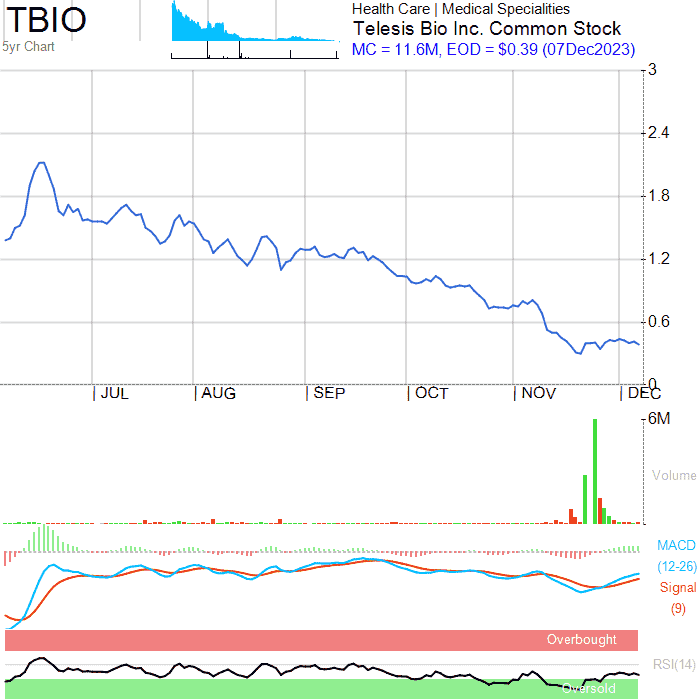 TBIO
5yr Chart
Health Care | Medical Specialities
Telesis Bio Inc. Common Stock
MC = 11.6M, EOD = $0.39 (07Dec2023)
3
2.4
1.8
1.2
0.6
0
JUL AUG SEP OCT NOV DEC
6M
Volume
MACD
(12-26)
Signal
(9)
Overbought
RSI(14)
Oversold